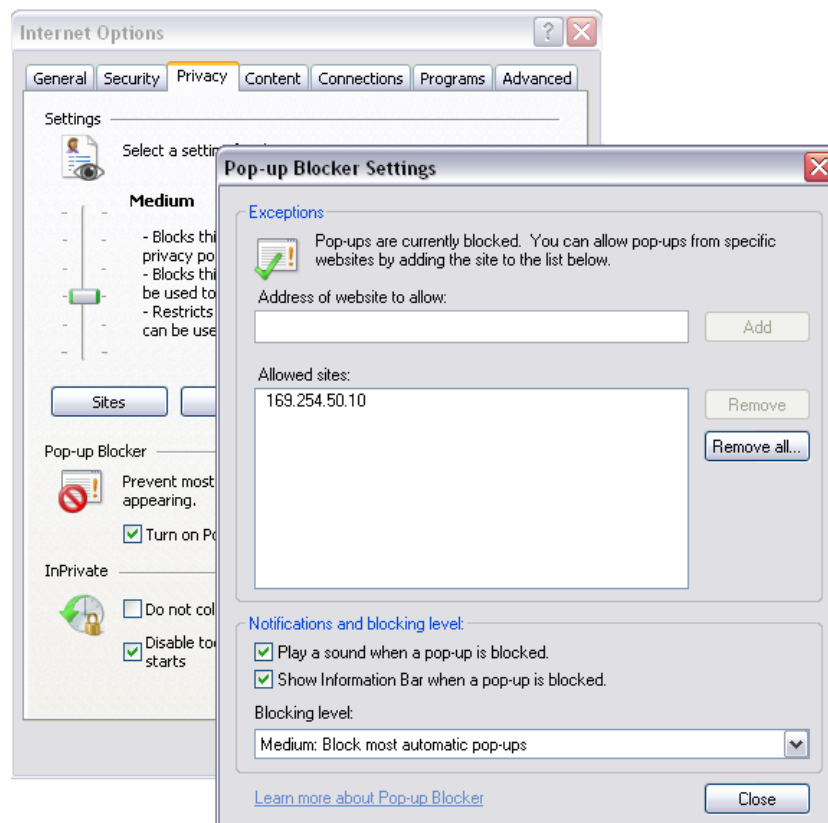 Internet Options
General Security Privacy Content Connections Programs Advanced
Settings
Select a setting
Medium
- Blocks thi
privacy po
- Blocks thi
be used to
- Restricts
can be use
Sites
Pop-up Blocker
Prevent most
appearing.
Turn on Po
InPrivate
Do not col
Disable too
starts
Pop-up Blocker Settings
Exceptions
Pop-ups are currently blocked. You can allow pop-ups from specific
websites by adding the site to the list below.
Address of website to allow:
Add
Allowed sites:
169.254.50.10
Remove
Remove all...
Notifications and blocking level:
Play a sound when a pop-up is blocked.
Show Information Bar when a pop-up is blocked.
Blocking level:
Medium: Block most automatic pop-ups
Learn more about Pop-up Blocker
Close